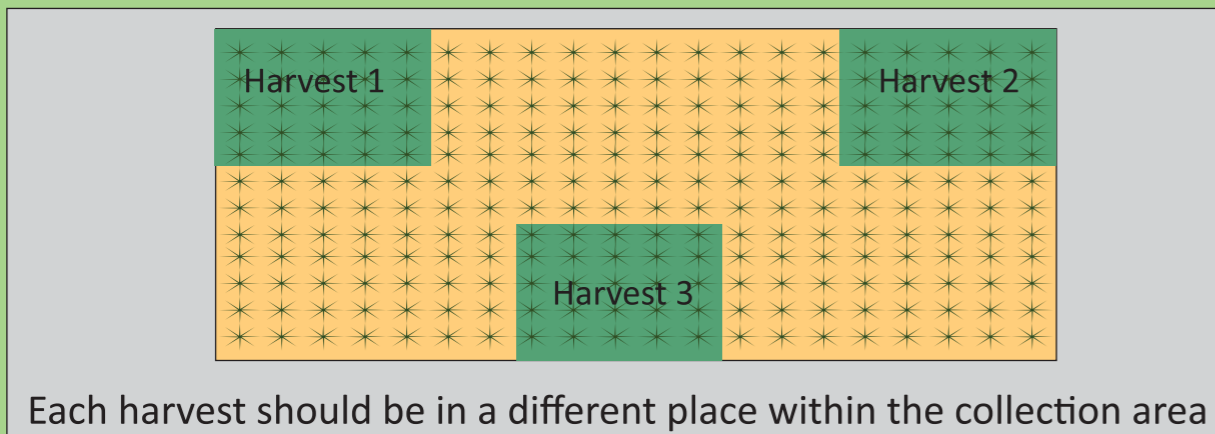 Harvest 1
Harvest 2
Harvest 3
Each harvest should be in a different place within the collection area